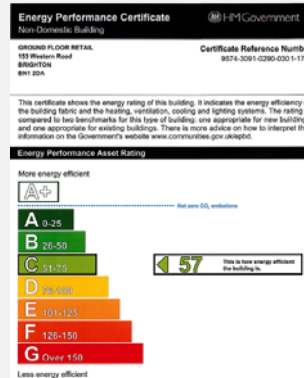 Energy Performance Certificate
HM Government
Non-Domestic Building
GROUND FLOOR RETAIL
153 Western Road
BRIGHTON
BN1 2DA
Certificate Reference Numb
9574-3091-0290-0301-17
This certificate shows the energy rating of this building. It indicates the energy efficiency
the building fabric and the heating, ventilation, cooling and lighting systems. The rating
compared to two benchmarks for this type of building: one appropriate for new building
and one appropriate for existing buildings. There is more advice on how to interpret th
information on the Government's website www.communities.gov.uk/epbd.
Energy Performance Asset Rating
More energy efficient
A+
Net zero CO₂ emissions
A 0-25
B 26-50
C 51-75
57
This is how energy efficient
the building is.
D 76-100
E 101-125
F 126-150
G Over 150
Less energy efficient